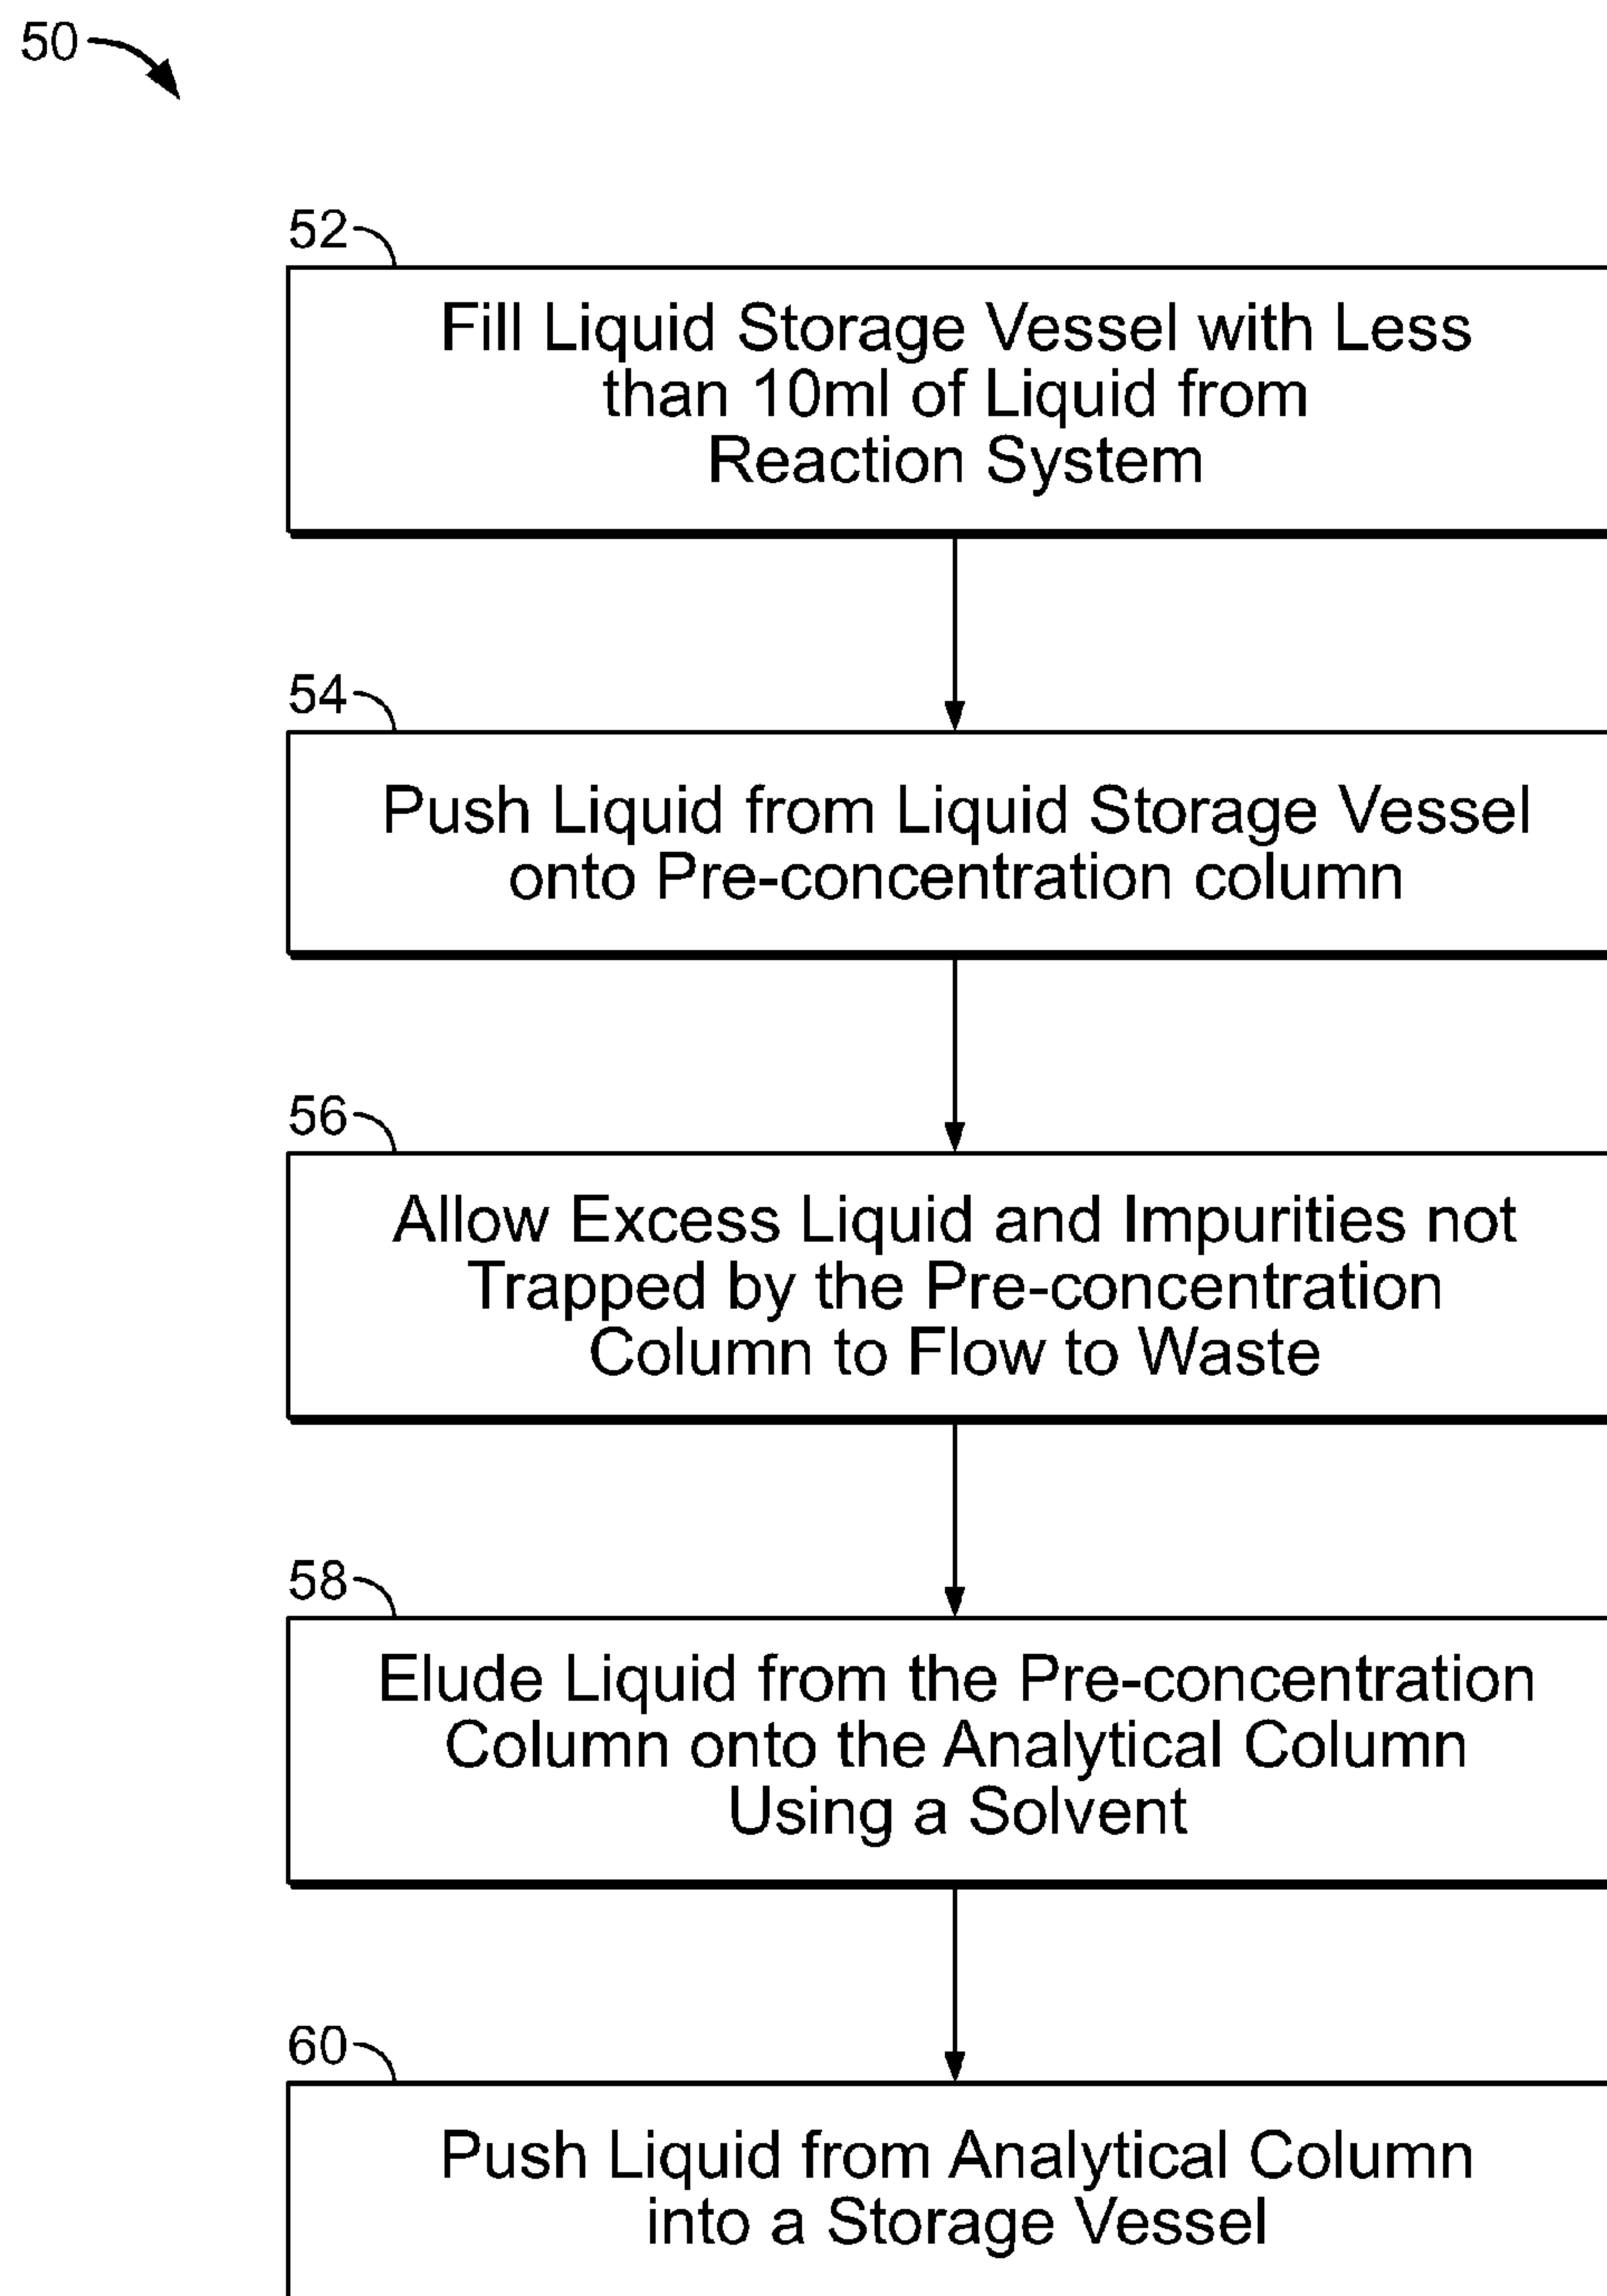 50
52
Fill Liquid Storage Vessel with Less
than 10ml of Liquid from
Reaction System
54
Push Liquid from Liquid Storage Vessel
onto Pre-concentration column
56
Allow Excess Liquid and Impurities not
Trapped by the Pre-concentration
Column to Flow to Waste
58
Elude Liquid from the Pre-concentration
Column onto the Analytical Column
Using a Solvent
60
Push Liquid from Analytical Column
into a Storage Vessel